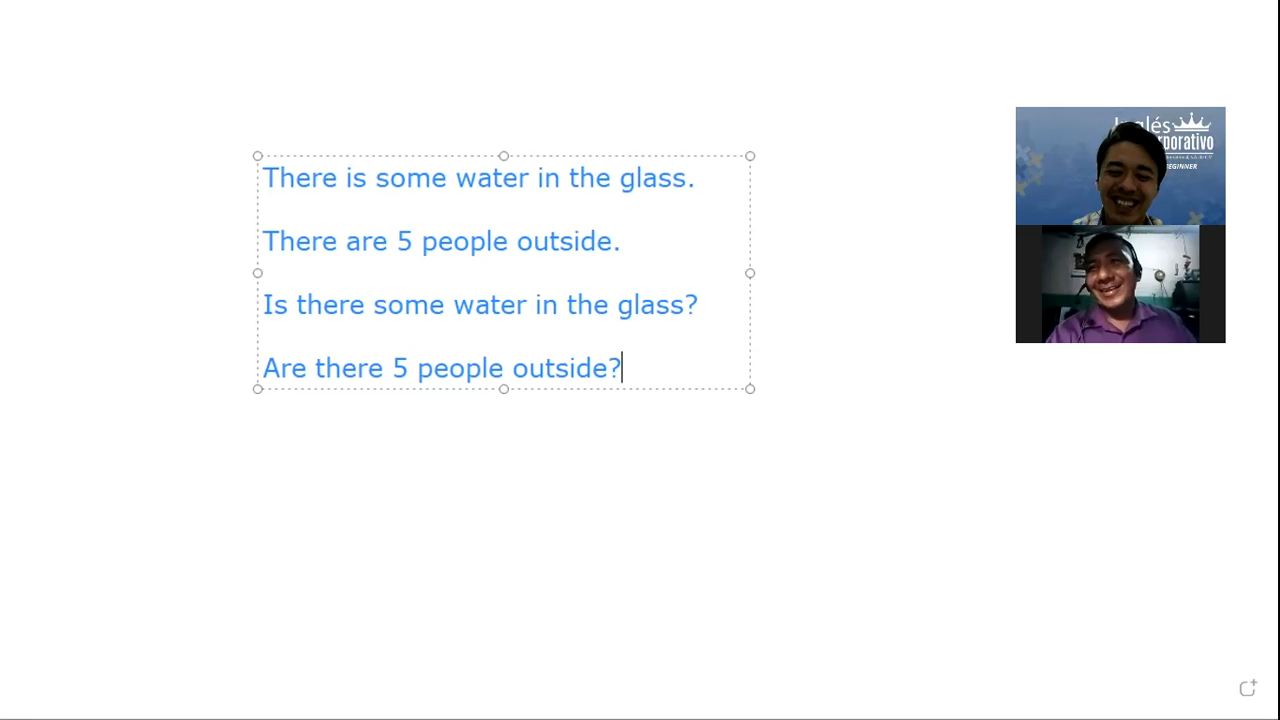 There is some water in the glass.
There are 5 people outside.
Is there some water in the glass?
Are there 5 people outside?
Inglés